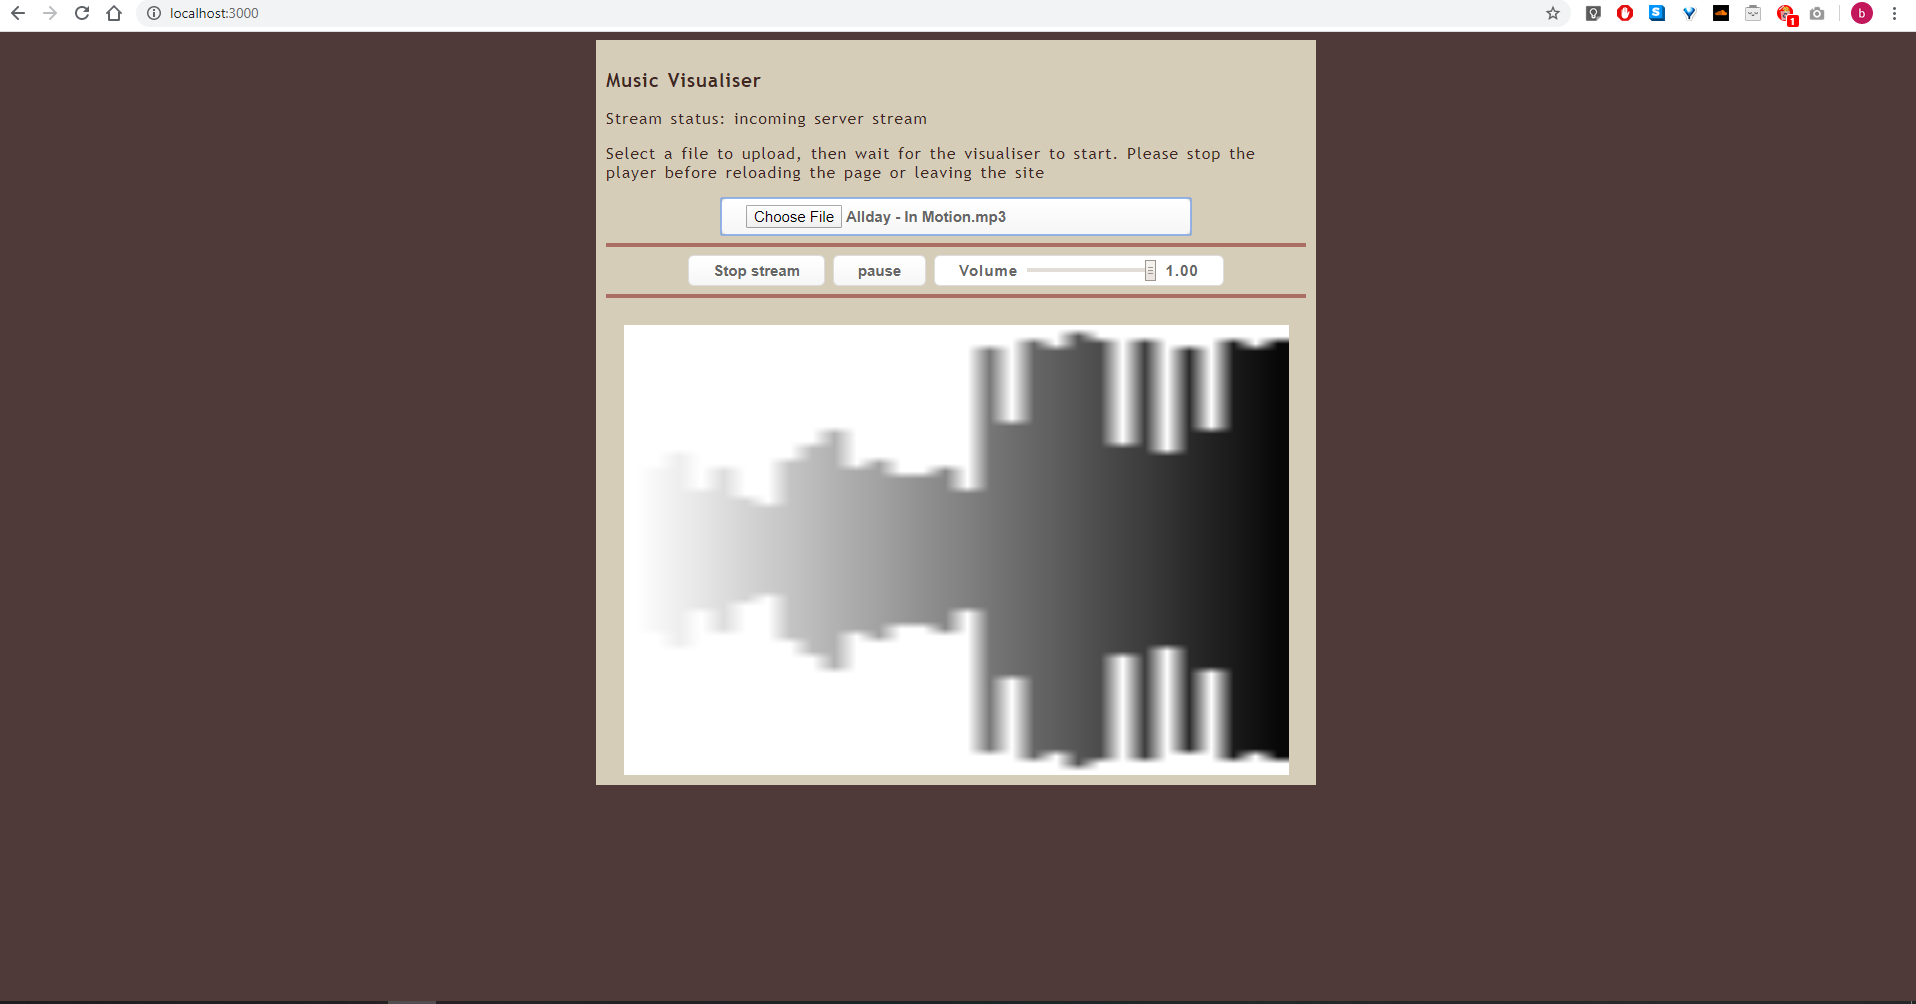 localhost:3000
S
1
b
Music Visualiser
Stream status: incoming server stream
Select a file to upload, then wait for the visualiser to start. Please stop the
player before reloading the page or leaving the site
Choose File Allday - In Motion.mp3
Stop stream pause Volume 1.00